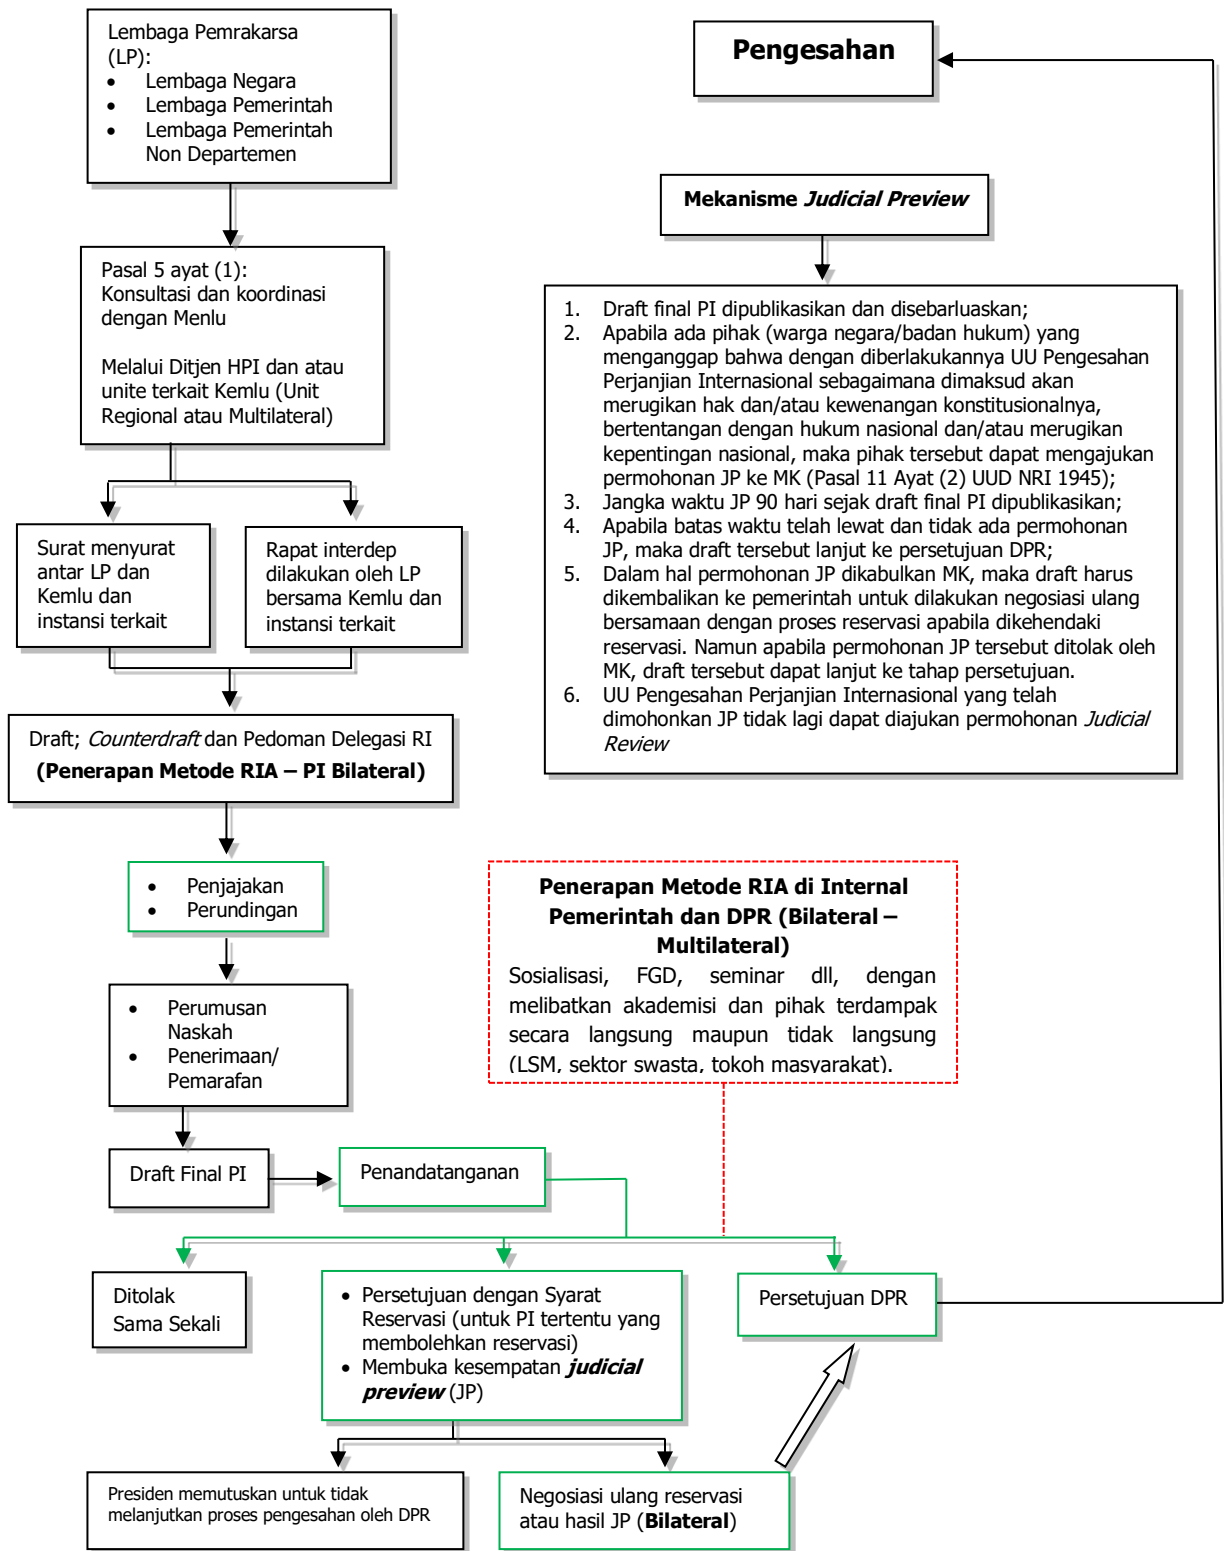 Lembaga Pemrakarsa
(LP):
• Lembaga Negara
• Lembaga Pemerintah
• Lembaga Pemerintah
Non Departemen
Pasal 5 ayat (1):
Konsultasi dan koordinasi
dengan Menlu
Melalui Ditjen HPI dan atau
unite terkait Kemlu (Unit
Regional atau Multilateral)
Surat menyurat
antar LP dan
Kemlu dan
instansi terkait
Rapat interdep
dilakukan oleh LP
bersama Kemlu dan
instansi terkait
Draft; Counterdraft dan Pedoman Delegasi RI
(Penerapan Metode RIA – PI Bilateral)
• Penjajakan
• Perundingan
• Perumusan
Naskah
• Penerimaan/
Pemarafan
Draft Final PI
Penandatanganan
Pengesahan
Mekanisme Judicial Preview
1. Draft final PI dipublikasikan dan disebarluaskan;
2. Apabila ada pihak (warga negara/badan hukum) yang
menganggap bahwa dengan diberlakukannya UU Pengesahan
Perjanjian Internasional sebagaimana dimaksud akan
merugikan hak dan/atau kewenangan konstitusionalnya,
bertentangan dengan hukum nasional dan/atau merugikan
kepentingan nasional, maka pihak tersebut dapat mengajukan
permohonan JP ke MK (Pasal 11 Ayat (2) UUD NRI 1945);
3. Jangka waktu JP 90 hari sejak draft final PI dipublikasikan;
4. Apabila batas waktu telah lewat dan tidak ada permohonan
JP, maka draft tersebut lanjut ke persetujuan DPR;
5. Dalam hal permohonan JP dikabulkan MK, maka draft harus
dikembalikan ke pemerintah untuk dilakukan negosiasi ulang
bersamaan dengan proses reservasi apabila dikehendaki
reservasi. Namun apabila permohonan JP tersebut ditolak oleh
MK, draft tersebut dapat lanjut ke tahap persetujuan.
6. UU Pengesahan Perjanjian Internasional yang telah
dimohonkan JP tidak lagi dapat diajukan permohonan Judicial
Review
Penerapan Metode RIA di Internal
Pemerintah dan DPR (Bilateral –
Multilateral)
Sosialisasi, FGD, seminar dll, dengan
melibatkan akademisi dan pihak terdampak
secara langsung maupun tidak langsung
(LSM, sektor swasta, tokoh masyarakat).
Ditolak
Sama Sekali
• Persetujuan dengan Syarat
Reservasi (untuk PI tertentu yang
membolehkan reservasi)
• Membuka kesempatan judicial
preview (JP)
Persetujuan DPR
Presiden memutuskan untuk tidak
melanjutkan proses pengesahan oleh DPR
Negosiasi ulang reservasi
atau hasil JP (Bilateral)